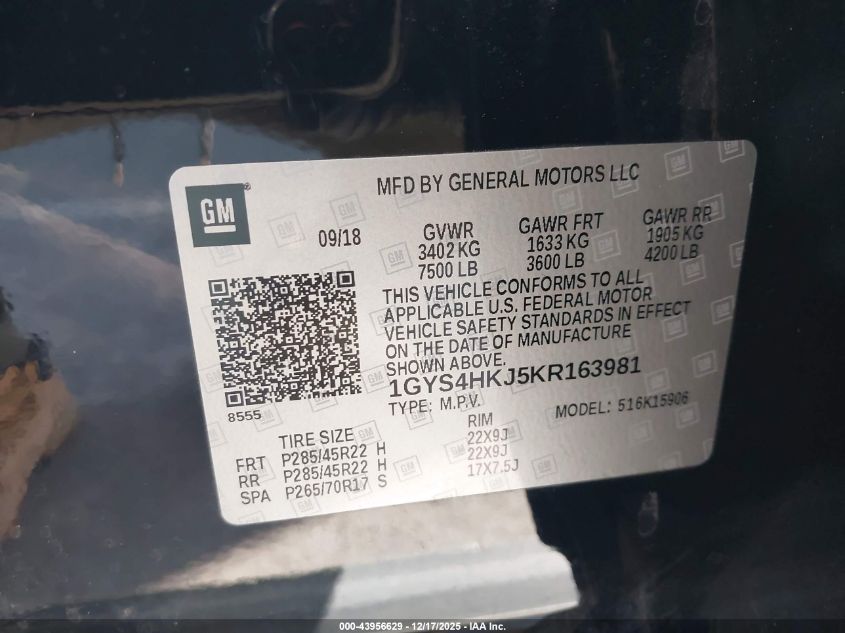 MFD BY GENERAL MOTORS LLC
GM®
09/18
GVWR
3402 KG
7500 LB
GAWR FRT
1633 KG
3600 LB
GAWR RR
1905 KG
4200 LB
THIS VEHICLE CONFORMS TO ALL
APPLICABLE U.S. FEDERAL MOTOR
VEHICLE SAFETY STANDARDS IN EFFECT
ON THE DATE OF MANUFACTURE
SHOWN ABOVE.
1GYS4HKJ5KR163981
8555
TYPE: M.P.V.
MODEL: 516K15906
TIRE SIZE RIM
FRT P285/45R22 H 22X9J
RR P285/45R22 H 22X9J
SPA P265/70R17 S 17X7.5J
000-43956629 - 12/17/2025 - IAA Inc.